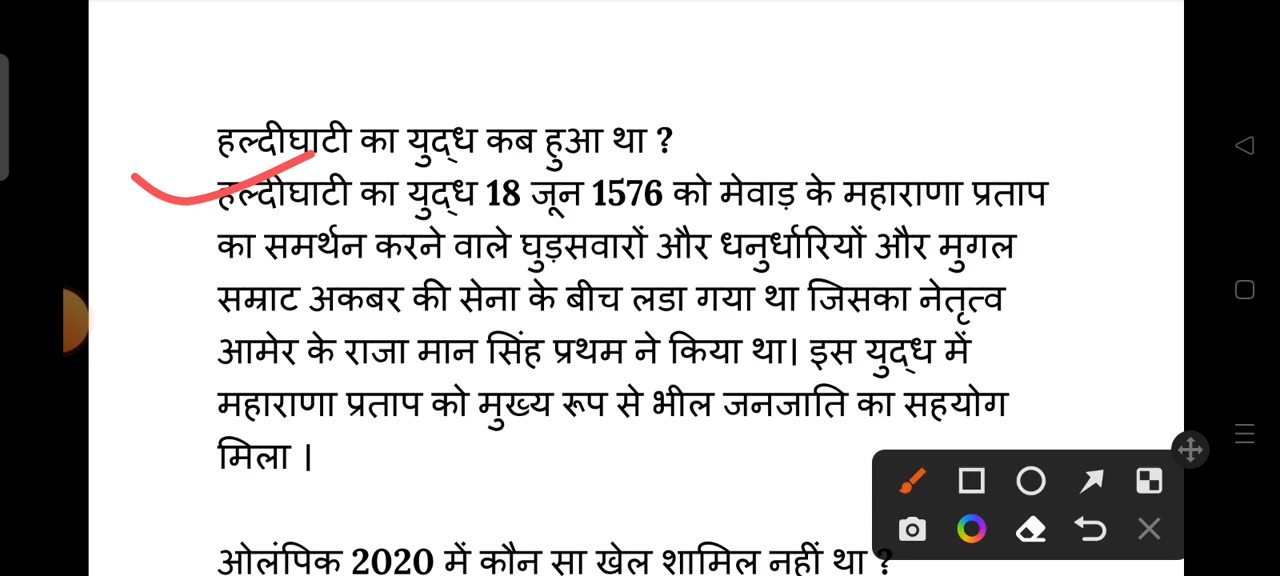 हल्दीघाटी का युद्ध कब हुआ था ?
हल्दीघाटी का युद्ध 18 जून 1576 को मेवाड़ के महाराणा प्रताप
का समर्थन करने वाले घुड़सवारों और धनुर्धारियों और मुगल
सम्राट अकबर की सेना के बीच लडा गया था जिसका नेतृत्व
आमेर के राजा मान सिंह प्रथम ने किया था। इस युद्ध में
महाराणा प्रताप को मुख्य रूप से भील जनजाति का सहयोग
मिला ।
ओलंपिक 2020 में कौन सा खेल शामिल नहीं था ?